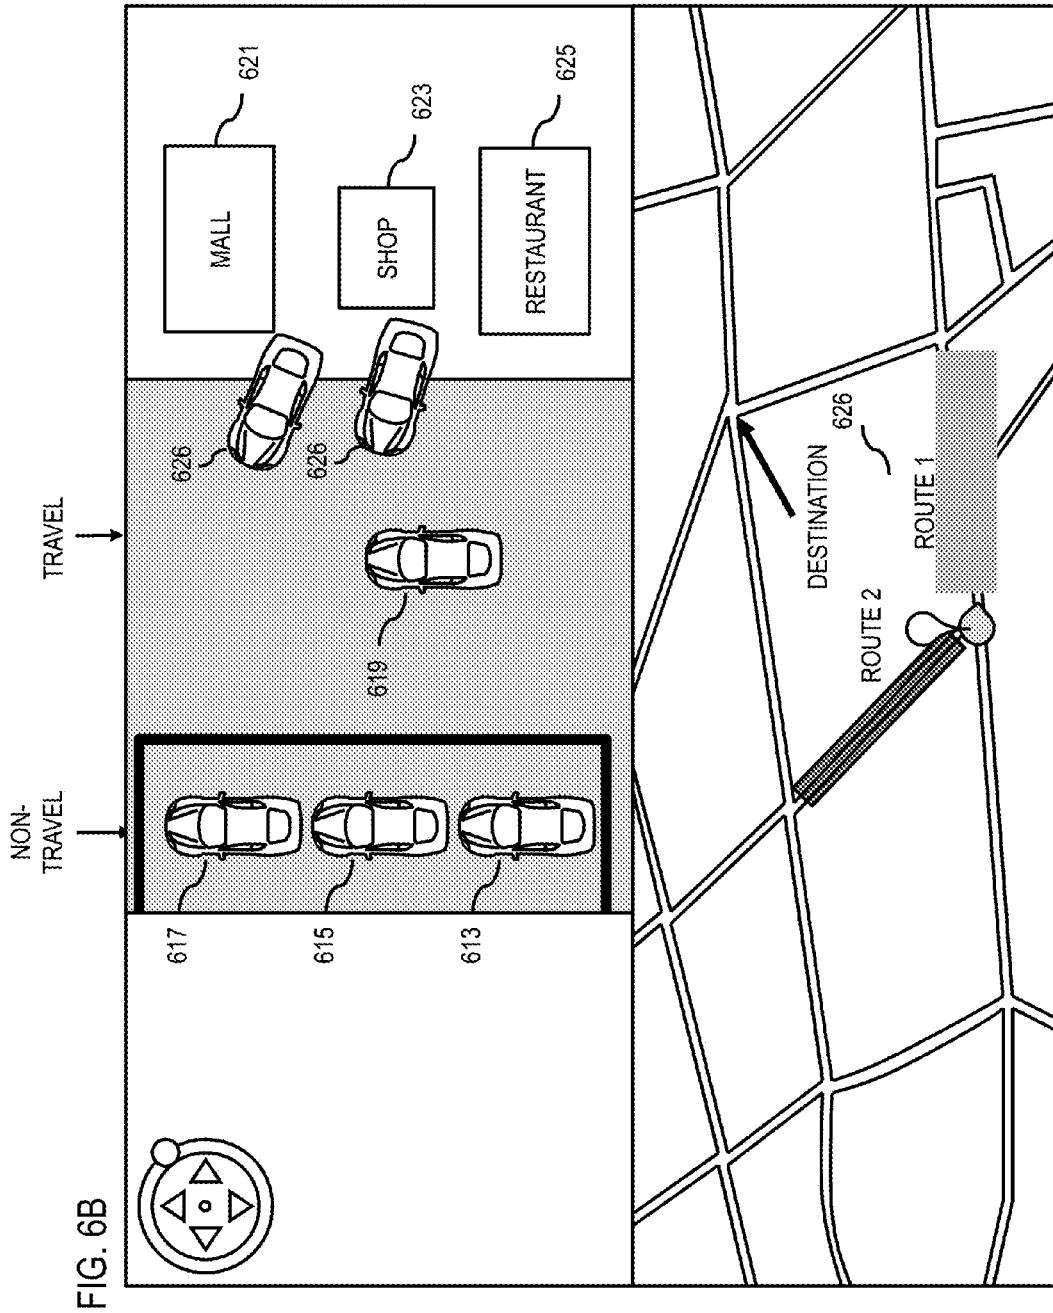 FIG. 6B
NON-
TRAVEL
TRAVEL
617
626
MALL
621
615
626
619
SHOP
623
613
RESTAURANT
625
DESTINATION
626
ROUTE 2
ROUTE 1